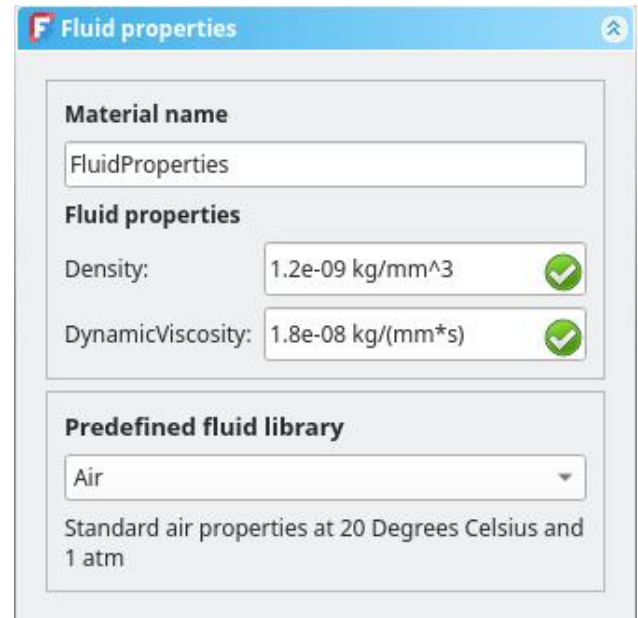 Fluid properties
Material name
FluidProperties
Fluid properties
Density: 1.2e-09 kg/mm^3
DynamicViscosity: 1.8e-08 kg/(mm*s)
Predefined fluid library
Air
Standard air properties at 20 Degrees Celsius and
1 atm